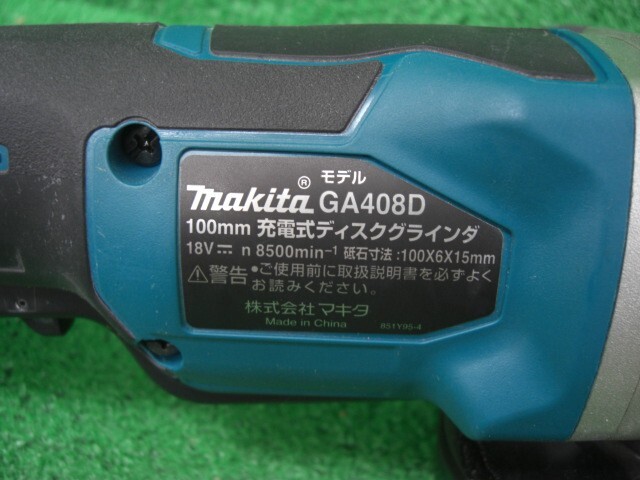 モデル
makita® GA408D
100mm 充電式ディスクグラインダ
18V⎓ n 8500min⁻¹ 砥石寸法:100X6X15mm
⚠警告 ●ご使用前に取扱説明書を必ずよく
お読みください。
株式会社マキタ
Made in China 851Y95-4